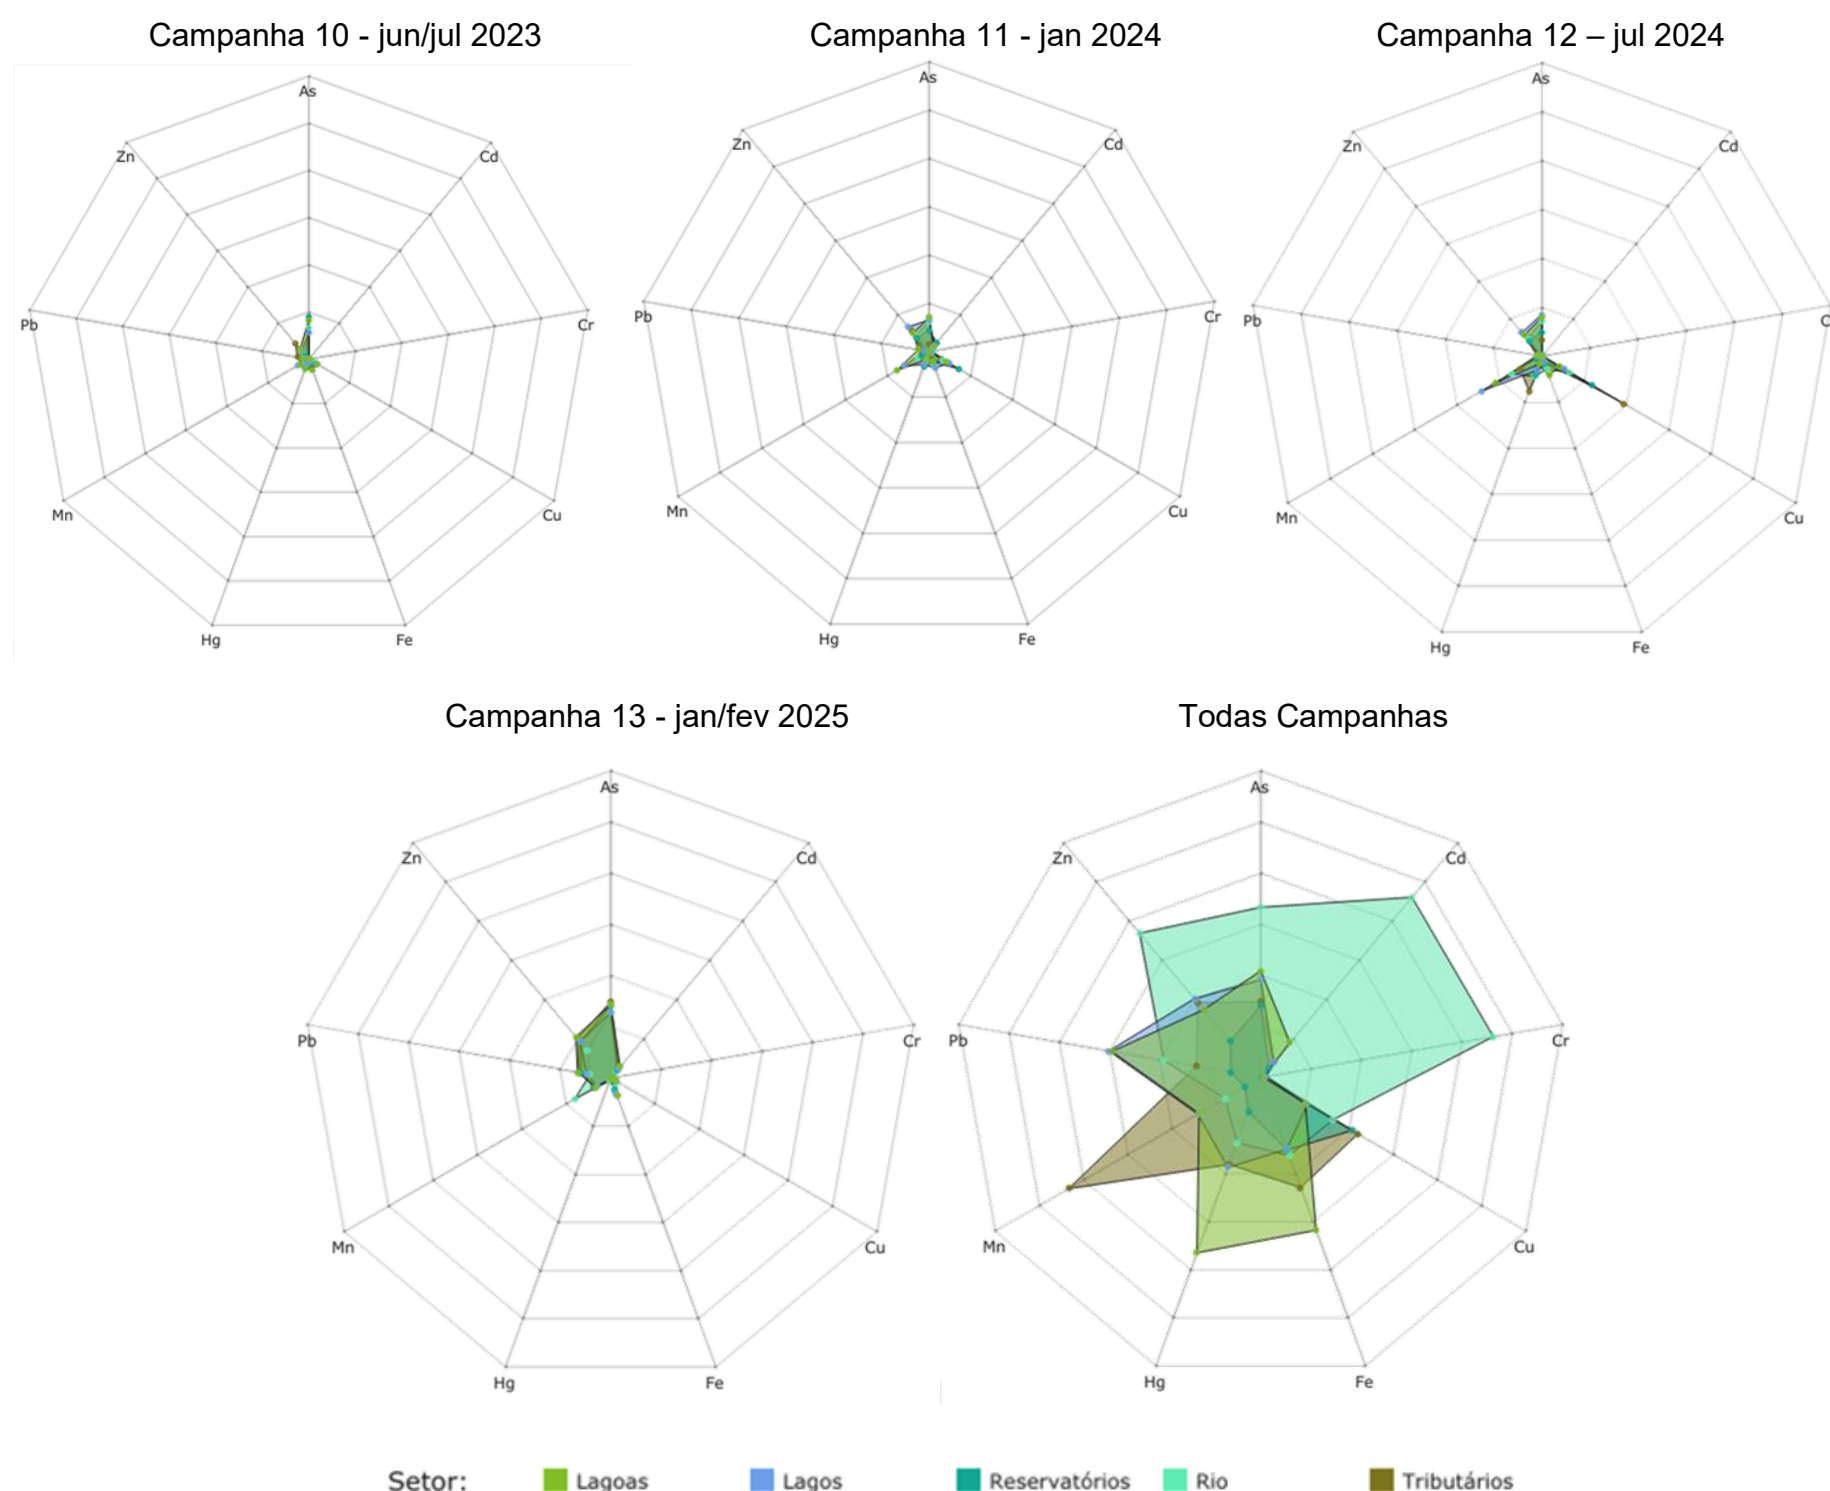 Campanha 10 - jun/jul 2023
Campanha 11 - jan 2024
Campanha 12 – jul 2024
As
Zn
Cd
Pb
Cr
Mn
Cu
Hg
Fe
As
Zn
Cd
Pb
Cr
Mn
Cu
Hg
Fe
As
Zn
Cd
Pb
C
Mn
Cu
Hg
Fe
Campanha 13 - jan/fev 2025
Todas Campanhas
As
Zn
Cd
Pb
Cr
Mn
Cu
Hg
Fe
As
Zn
Cd
Pb
Cr
Mn
Cu
Hg
Fe
Setor: Lagoas Lagos Reservatórios Rio Tributários